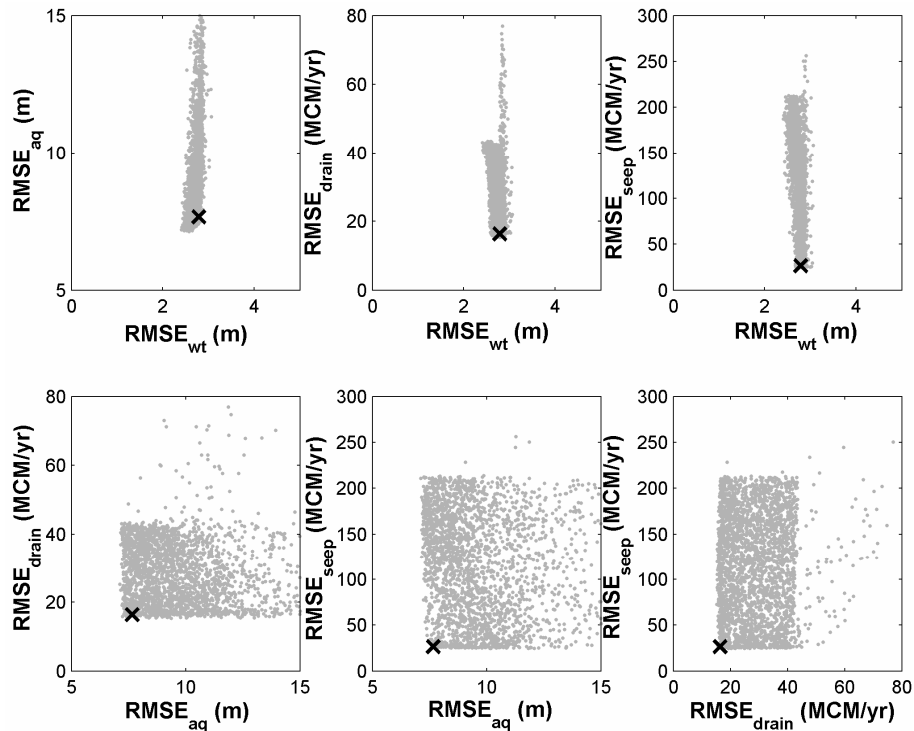 15
10
5
RMSE_aq (m)
0 2 4
RMSE_wt (m)
80
60
40
20
0
RMSE_drain (MCM/yr)
0 2 4
RMSE_wt (m)
300
250
200
150
100
50
0
RMSE_seep (MCM/yr)
0 2 4
RMSE_wt (m)
80
60
40
20
0
RMSE_drain (MCM/yr)
5 10 15
RMSE_aq (m)
300
250
200
150
100
50
0
RMSE_seep (MCM/yr)
5 10 15
RMSE_aq (m)
300
250
200
150
100
50
0
RMSE_seep (MCM/yr)
0 20 40 60 80
RMSE_drain (MCM/yr)